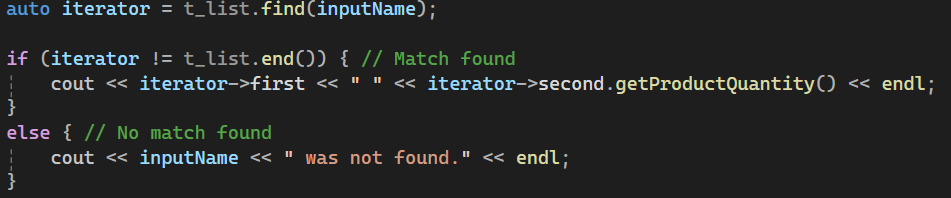 auto iterator = t_list.find(inputName);

if (iterator != t_list.end()) { // Match found
    cout << iterator->first << " " << iterator->second.getProductQuantity() << endl;
}
else { // No match found
    cout << inputName << " was not found." << endl;
}